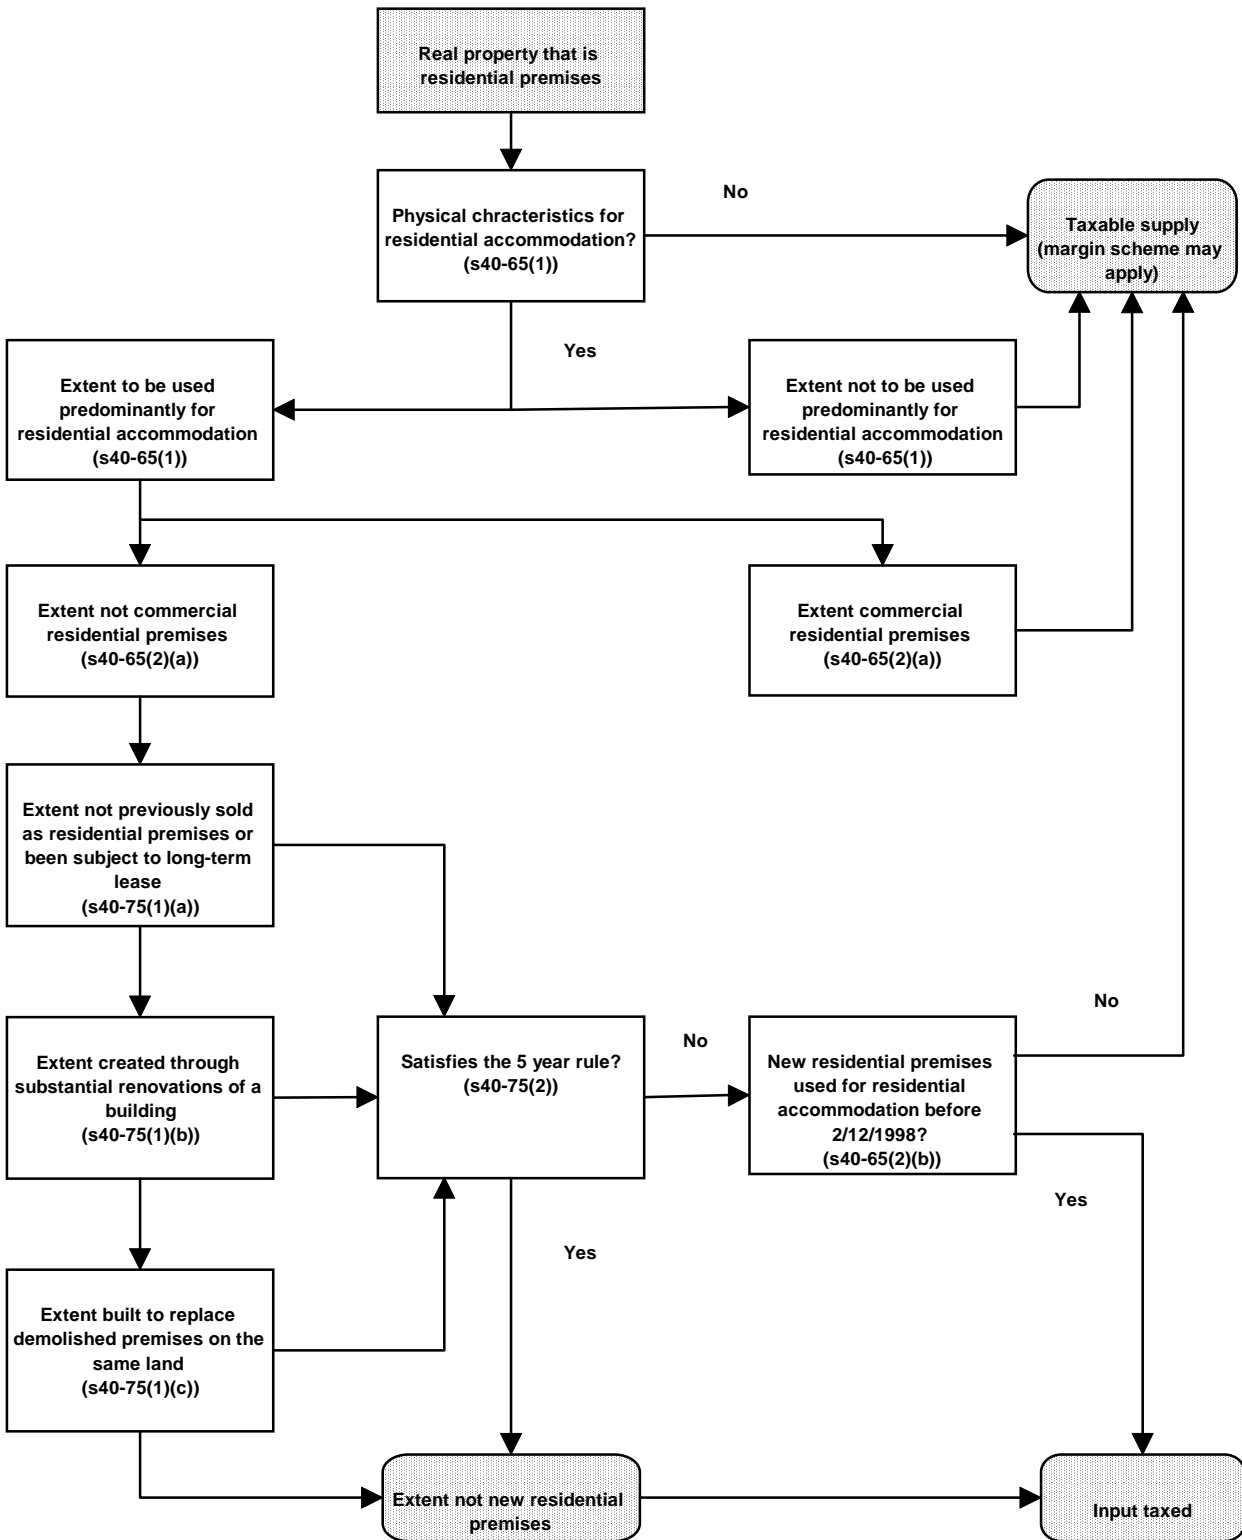 Real property that is
residential premises
Physical chracteristics for
residential accommodation?
(s40-65(1))
No
Taxable supply
(margin scheme may
apply)
Yes
Extent to be used
predominantly for
residential accommodation
(s40-65(1))
Extent not to be used
predominantly for
residential accommodation
(s40-65(1))
Extent not commercial
residential premises
(s40-65(2)(a))
Extent commercial
residential premises
(s40-65(2)(a))
Extent not previously sold
as residential premises or
been subject to long-term
lease
(s40-75(1)(a))
Extent created through
substantial renovations of a
building
(s40-75(1)(b))
Satisfies the 5 year rule?
(s40-75(2))
No
New residential premises
used for residential
accommodation before
2/12/1998?
(s40-65(2)(b))
No
Yes
Yes
Extent built to replace
demolished premises on the
same land
(s40-75(1)(c))
Extent not new residential
premises
Input taxed